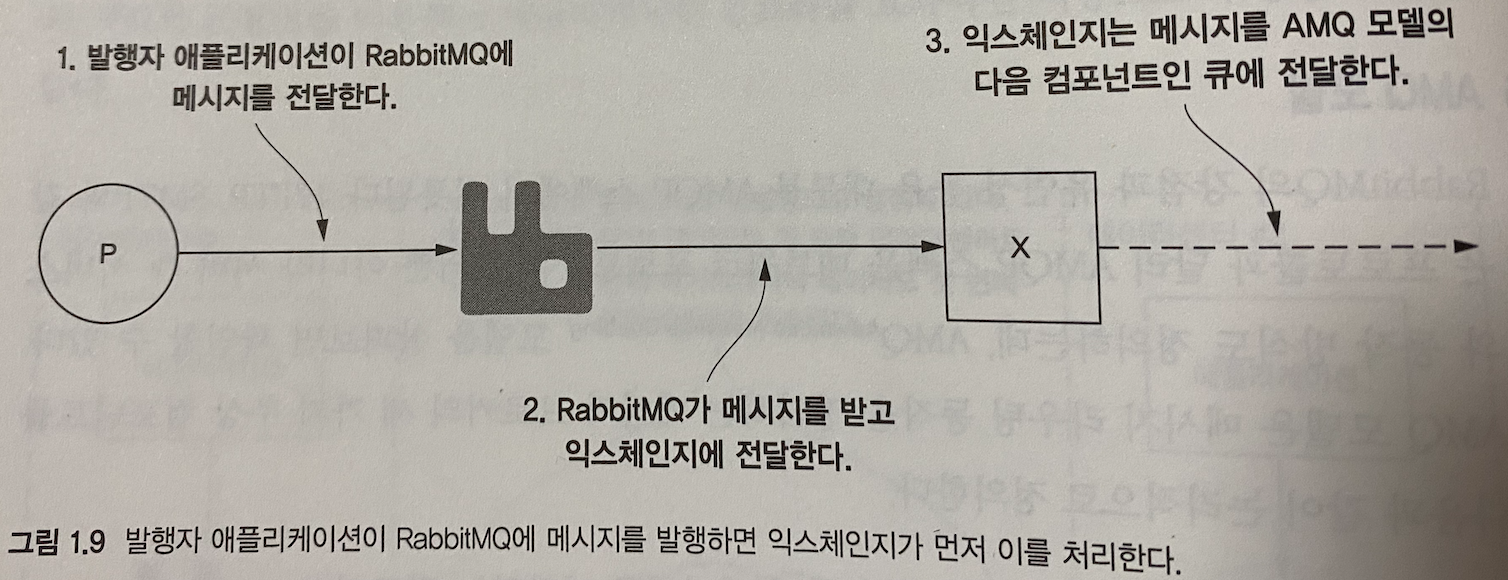 1. 발행자 애플리케이션이 RabbitMQ에
메시지를 전달한다.
3. 익스체인지는 메시지를 AMQ 모델의
다음 컴포넌트인 큐에 전달한다.
P
X
2. RabbitMQ가 메시지를 받고
익스체인지에 전달한다.
그림 1.9 발행자 애플리케이션이 RabbitMQ에 메시지를 발행하면 익스체인지가 먼저 이를 처리한다.